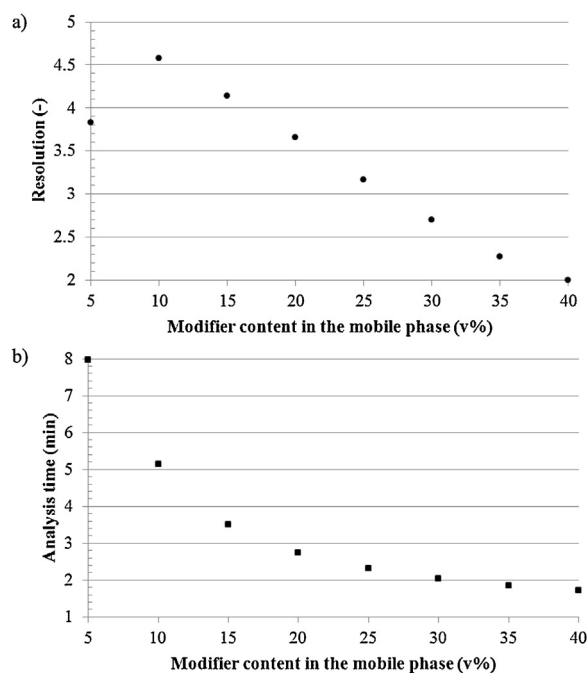 a)
Resolution (-)
5
4.5
4
3.5
3
2.5
2
5 10 15 20 25 30 35 40
Modifier content in the mobile phase (v%)
b)
Analysis time (min)
8
7
6
5
4
3
2
1
5 10 15 20 25 30 35 40
Modifier content in the mobile phase (v%)